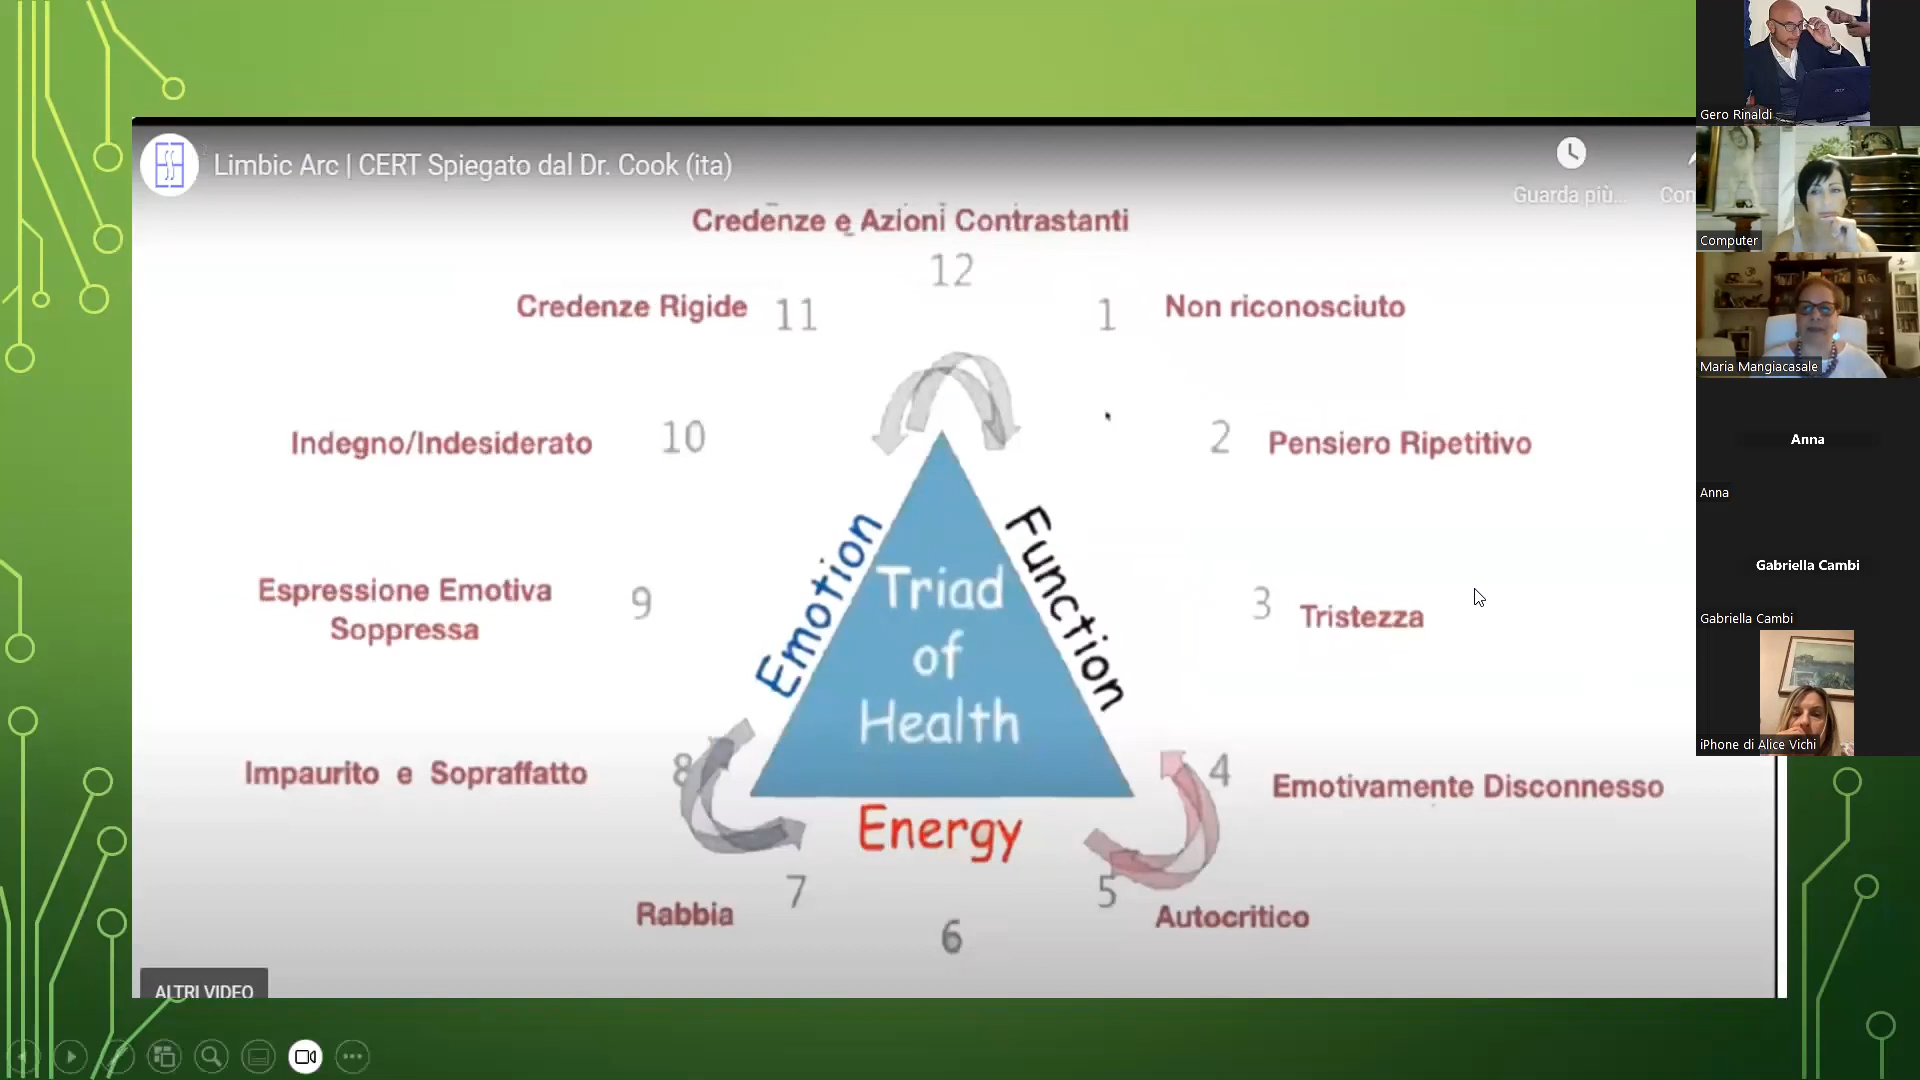 Limbic Arc | CERT Spiegato dal Dr. Cook (ita)
Guarda più...
Con
Credenze e Azioni Contrastanti
12
Credenze Rigide 11
1 Non riconosciuto
Indegno/Indesiderato 10
2 Pensiero Ripetitivo
Emotion
Function
Triad
of
Health
Espressione Emotiva
Soppressa
9
3 Tristezza
Impaurito e Sopraffatto 8
4 Emotivamente Disconnesso
Energy
Rabbia 7
5 Autocritico
6
ALTRI VIDEO
Gero Rinaldi
Computer
Maria Mangiacasale
Anna
Anna
Gabriella Cambi
Gabriella Cambi
iPhone di Alice Vichi